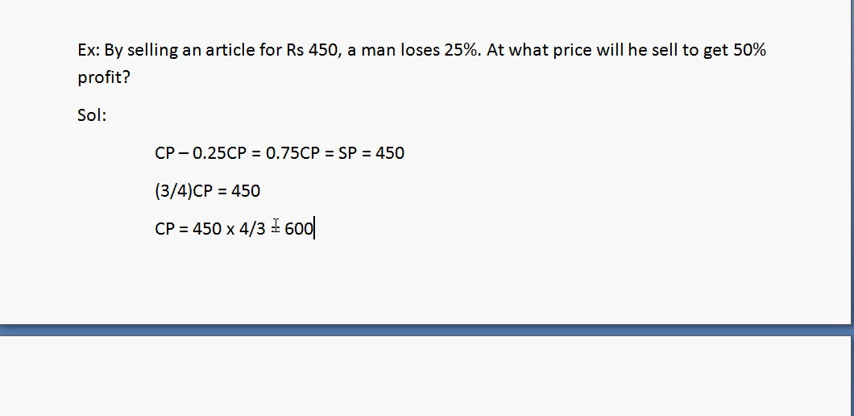 Ex: By selling an article for Rs 450, a man loses 25%. At what price will he sell to get 50%
profit?
Sol:
CP – 0.25CP = 0.75CP = SP = 450
(3/4)CP = 450
CP = 450 x 4/3 = 600